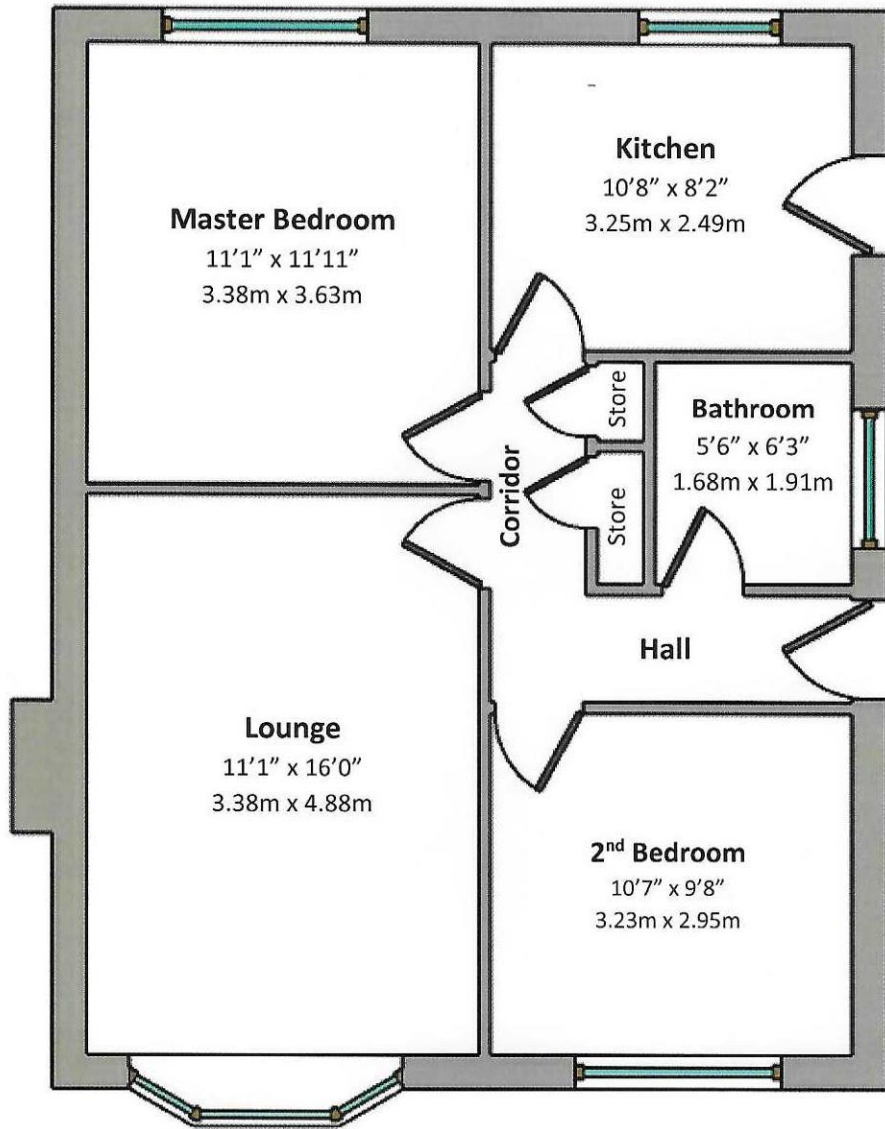 Kitchen
10’8” x 8’2”
3.25m x 2.49m
Master Bedroom
11’1” x 11’11”
3.38m x 3.63m
Store
Bathroom
5’6” x 6’3”
1.68m x 1.91m
Corridor
Store
Hall
Lounge
11’1” x 16’0”
3.38m x 4.88m
2nd Bedroom
10’7” x 9’8”
3.23m x 2.95m